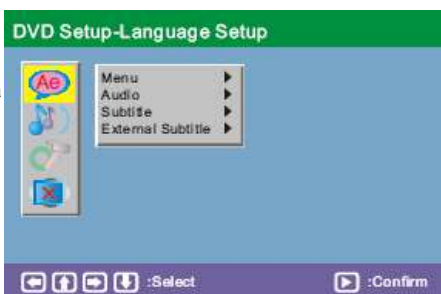 DVD Setup-Language Setup
Ae
Menu
Audio
Subtitle
External Subtitle
:Select
:Confirm